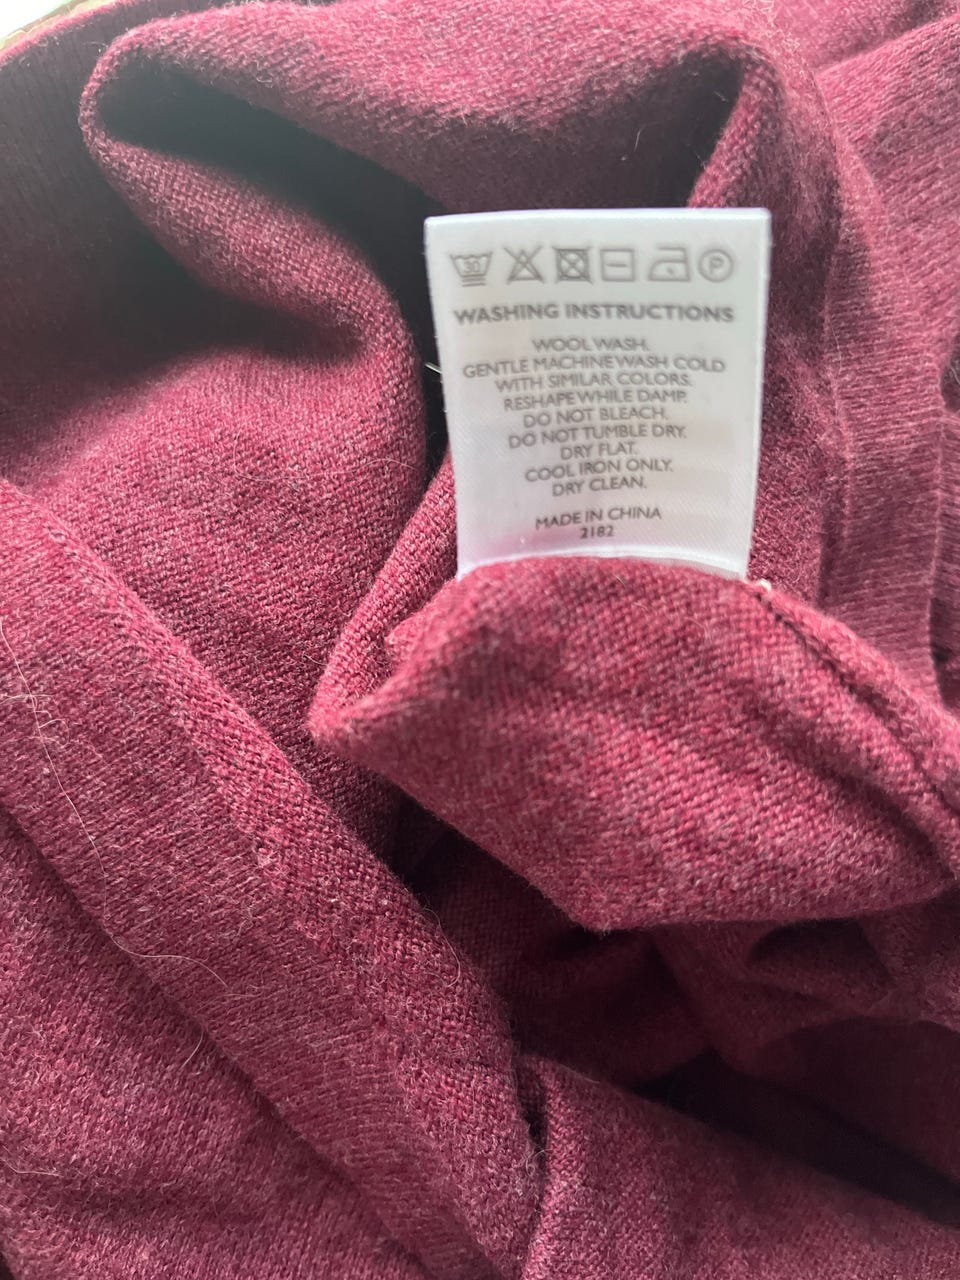 30 P
WASHING INSTRUCTIONS
WOOL WASH.
GENTLE MACHINE WASH COLD
WITH SIMILAR COLORS.
RESHAPE WHILE DAMP.
DO NOT BLEACH.
DO NOT TUMBLE DRY.
DRY FLAT.
COOL IRON ONLY.
DRY CLEAN.
MADE IN CHINA
2182